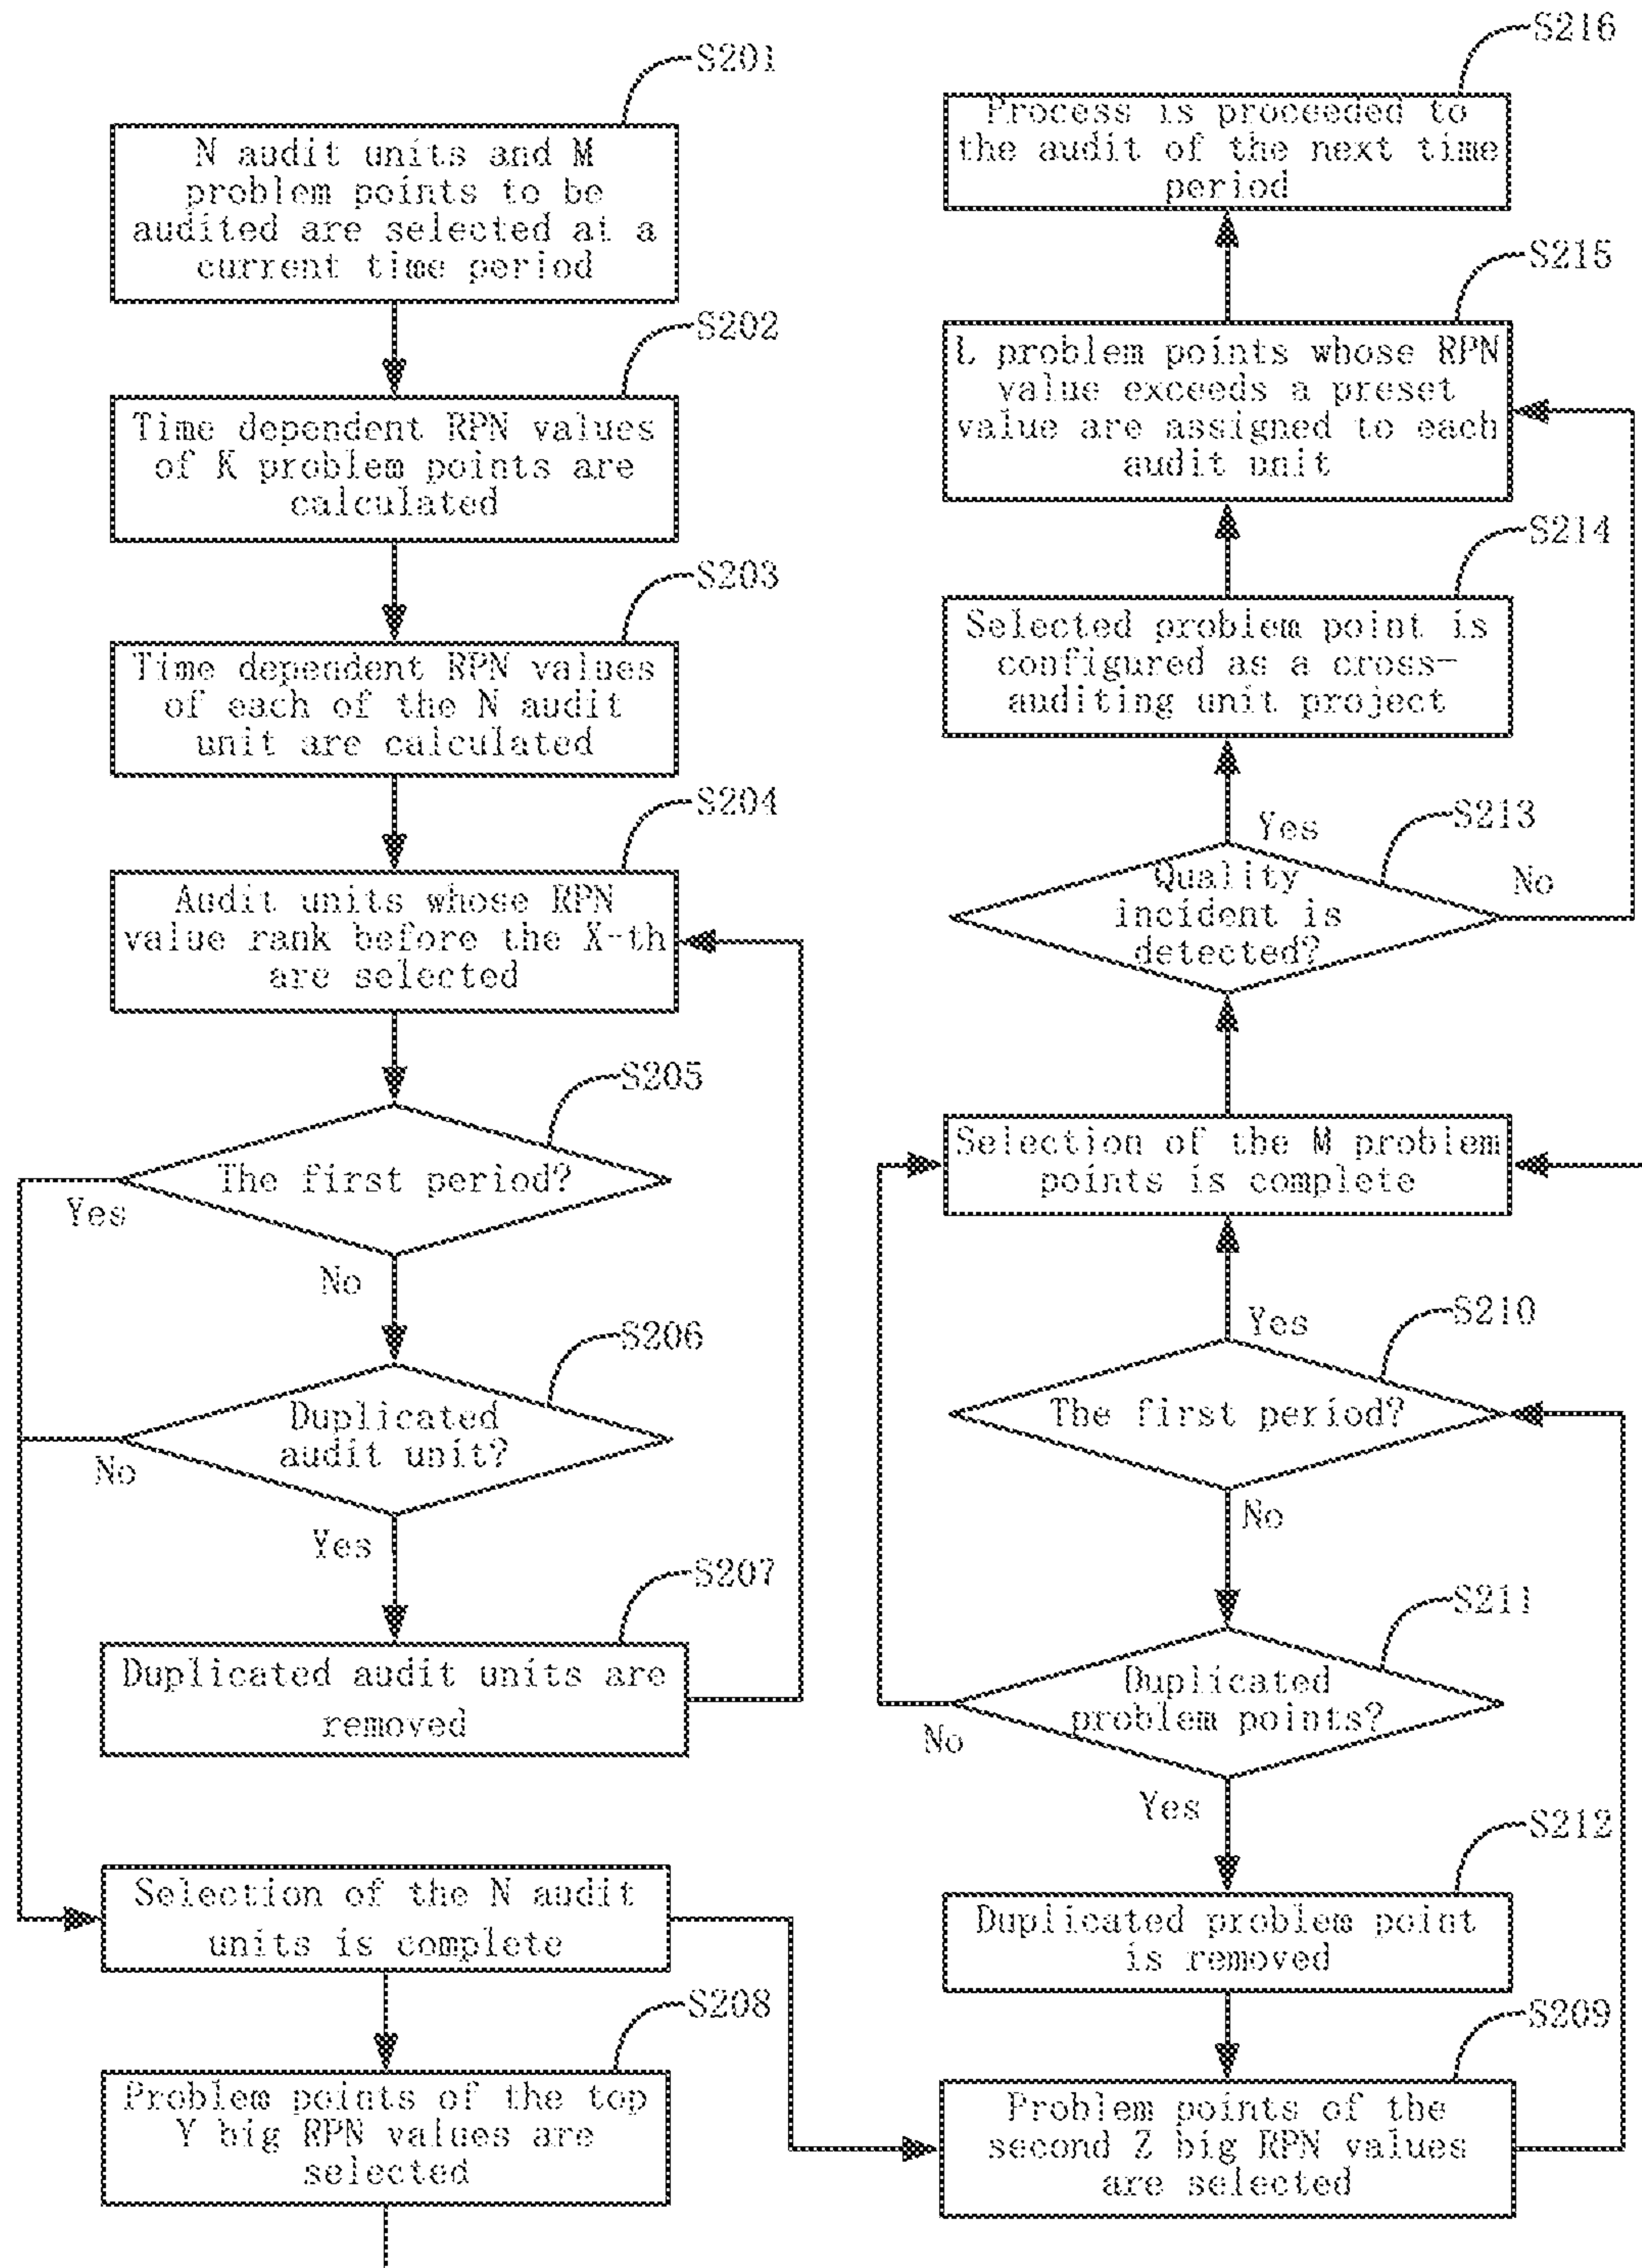 S201
N audit units and M
problem points to be
audited are selected at a
current time period
S202
Time dependent RPN values
of K problem points are
calculated
S203
Time dependent RPN values
of each of the N audit
unit are calculated
S204
Audit units whose RPN
value rank before the X-th
are selected
S205
The first period?
Yes
No
S206
Duplicated
audit unit?
No
Yes
S207
Duplicated audit units are
removed
Selection of the N audit
units is complete
S208
Problem points of the top
Y big RPN values are
selected
S216
Process is proceeded to
the audit of the next time
period
S215
L problem points whose RPN
value exceeds a preset
value are assigned to each
audit unit
S214
Selected problem point is
configured as a cross-
auditing unit project
Yes
S213
Quality
incident is
detected?
No
Selection of the M problem
points is complete
Yes
S210
The first period?
No
S211
Duplicated
problem points?
No
Yes
S212
Duplicated problem point
is removed
S209
Problem points of the
second Z big RPN values
are selected